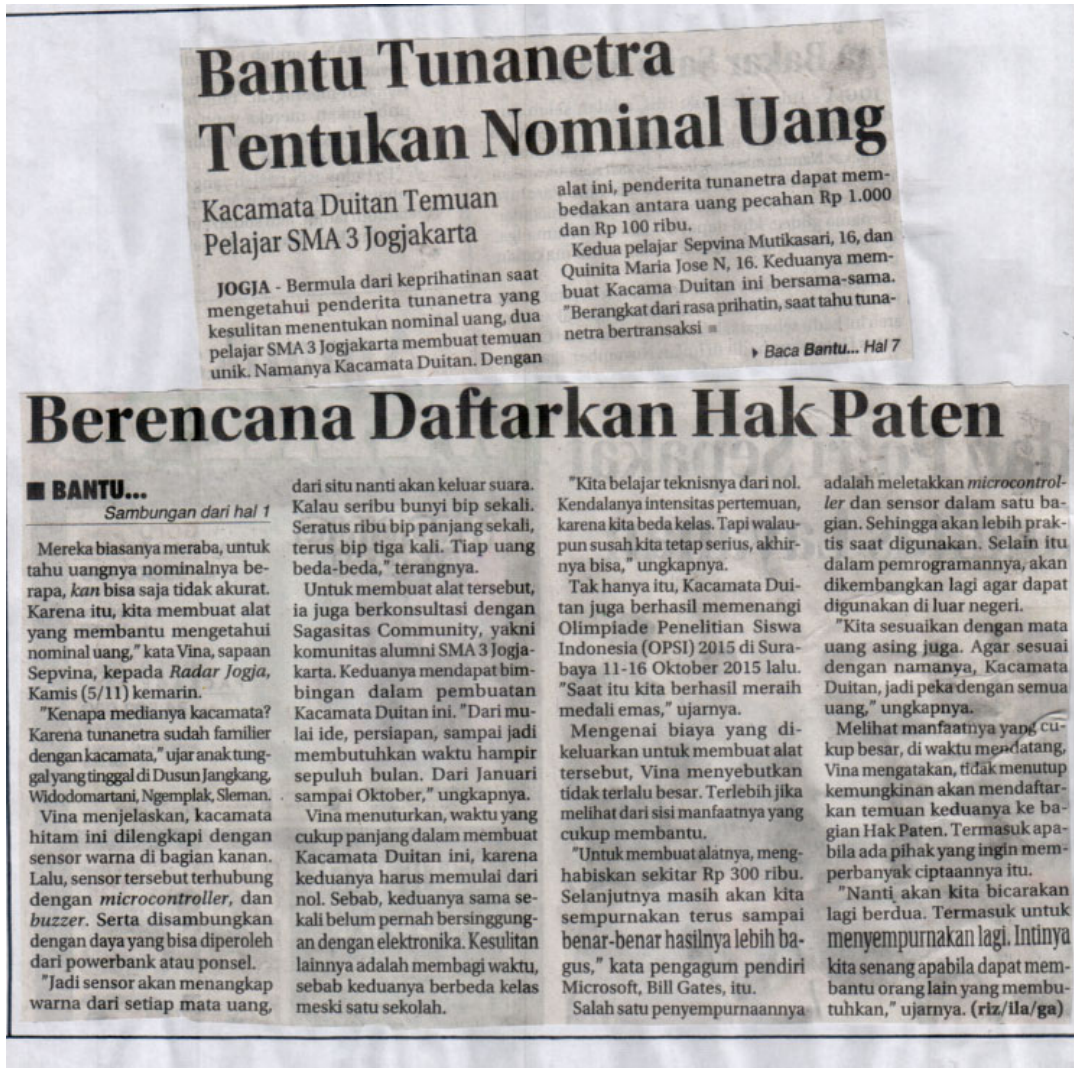 Bantu Tunanetra
Tentukan Nominal Uang
Kacamata Duitan Temuan
Pelajar SMA 3 Jogjakarta
JOGJA - Bermula dari keprihatinan saat
mengetahui penderita tunanetra yang
kesulitan menentukan nominal uang, dua
pelajar SMA 3 Jogjakarta membuat temuan
unik. Namanya Kacamata Duitan. Dengan
alat ini, penderita tunanetra dapat mem-
bedakan antara uang pecahan Rp 1.000
dan Rp 100 ribu.
Kedua pelajar Sepvina Mutikasari, 16, dan
Quinita Maria Jose N, 16. Keduanya mem-
buat Kacama Duitan ini bersama-sama.
"Berangkat dari rasa prihatin, saat tahu tuna-
netra bertransaksi
Baca Bantu... Hal 7
Berencana Daftarkan Hak Paten
BANTU...
Sambungan dari hal 1
Mereka biasanya meraba, untuk
tahu uangnya nominalnya be-
rapa, kan bisa saja tidak akurat.
Karena itu, kita membuat alat
yang membantu mengetahui
nominal uang," kata Vina, sapaan
Sepvina, kepada Radar Jogja,
Kamis (5/11) kemarin.
"Kenapa medianya kacamata?
Karena tunanetra sudah familier
dengan kacamata," ujar anak tung-
gal yang tinggal di Dusun Jangkang,
Widodomartani, Ngemplak, Sleman.
Vina menjelaskan, kacamata
hitam ini dilengkapi dengan
sensor warna di bagian kanan.
Lalu, sensor tersebut terhubung
dengan microcontroller, dan
buzzer. Serta disambungkan
dengan daya yang bisa diperoleh
dari powerbank atau ponsel.
"Jadi sensor akan menangkap
warna dari setiap mata uang,
dari situ nanti akan keluar suara.
Kalau seribu bunyi bip sekali.
Seratus ribu bip panjang sekali,
terus bip tiga kali. Tiap uang
beda-beda," terangnya.
Untuk membuat alat tersebut,
ia juga berkonsultasi dengan
Sagasitas Community, yakni
komunitas alumni SMA 3 Jogja-
karta. Keduanya mendapat bim-
bingan dalam pembuatan
Kacamata Duitan ini. "Dari mu-
lai ide, persiapan, sampai jadi
membutuhkan waktu hampir
sepuluh bulan. Dari Januari
sampai Oktober," ungkapnya.
Vina menuturkan, waktu yang
cukup panjang dalam membuat
Kacamata Duitan ini, karena
keduanya harus memulai dari
nol. Sebab, keduanya sama se-
kali belum pernah bersinggung-
an dengan elektronika. Kesulitan
lainnya adalah membagi waktu,
sebab keduanya berbeda kelas
meski satu sekolah.
"Kita belajar teknisnya dari nol.
Kendalanya intensitas pertemuan,
karena kita beda kelas. Tapi walau-
pun susah kita tetap serius, akhir-
nya bisa," ungkapnya.
Tak hanya itu, Kacamata Dui-
tan juga berhasil memenangi
Olimpiade Penelitian Siswa
Indonesia (OPSI) 2015 di Sura-
baya 11-16 Oktober 2015 lalu.
"Saat itu kita berhasil meraih
medali emas," ujarnya.
Mengenai biaya yang di-
keluarkan untuk membuat alat
tersebut, Vina menyebutkan
tidak terlalu besar. Terlebih jika
melihat dari sisi manfaatnya yang
cukup membantu.
"Untuk membuat alatnya, meng-
habiskan sekitar Rp 300 ribu.
Selanjutnya masih akan kita
sempurnakan terus sampai
benar-benar hasilnya lebih ba-
gus," kata pengagum pendiri
Microsoft, Bill Gates, itu.
Salah satu penyempurnaannya
adalah meletakkan microcontrol-
ler dan sensor dalam satu ba-
gian. Sehingga akan lebih prak-
tis saat digunakan. Selain itu
dalam pemrogramannya, akan
dikembangkan lagi agar dapat
digunakan di luar negeri.
"Kita sesuaikan dengan mata
uang asing juga. Agar sesuai
dengan namanya, Kacamata
Duitan, jadi peka dengan semua
uang," ungkapnya.
Melihat manfaatnya yang cu-
kup besar, di waktu mendatang,
Vina mengatakan, tidak menutup
kemungkinan akan mendaftar-
kan temuan keduanya ke ba-
gian Hak Paten. Termasuk apa-
bila ada pihak yang ingin mem-
perbanyak ciptaannya itu.
"Nanti akan kita bicarakan
lagi berdua. Termasuk untuk
menyempurnakan lagi. Intinya
kita senang apabila dapat mem-
bantu orang lain yang membu-
tuhkan," ujarnya. (riz/ila/ga)